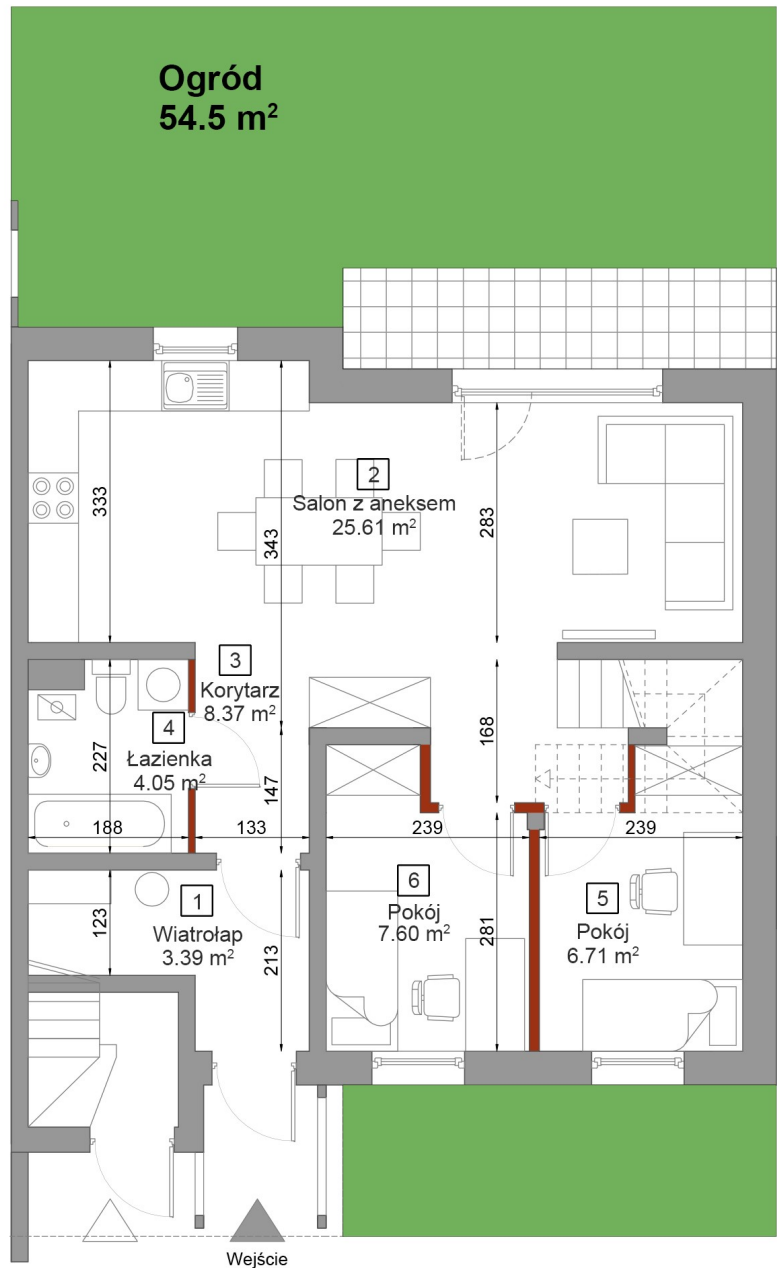 Ogród
54.5 m²
333
343
283
2
Salon z aneksem
25.61 m²
3
Korytarz
8.37 m²
4
Łazienka
4.05 m²
227
147
168
188
133
239
239
1
Wiatrołap
3.39 m²
123
213
6
Pokój
7.60 m²
281
5
Pokój
6.71 m²
Wejście